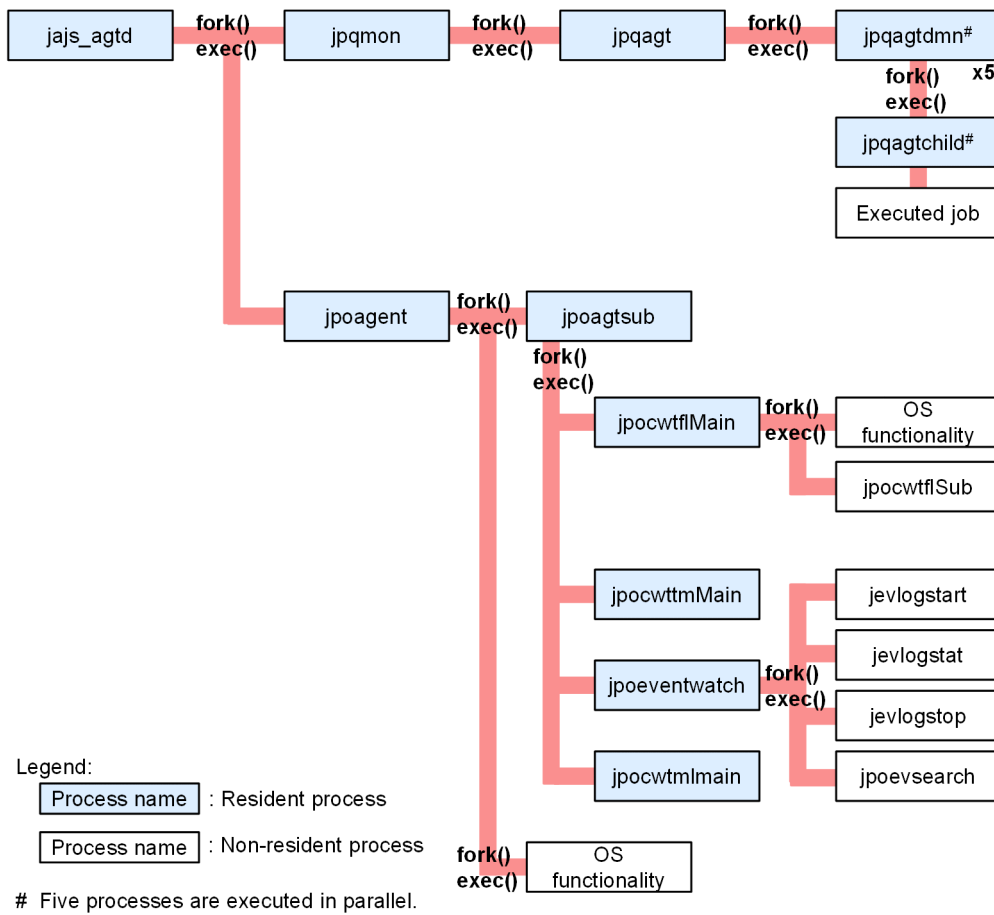 jajs_agtd
fork()
exec()
jpqmon
fork()
exec()
jpqagt
fork()
exec()
jpqagtdmn#
x5
fork()
exec()
jpqagtchild#
Executed job
jpoagent
fork()
exec()
jpoagtsub
fork()
exec()
jpocwtflMain
fork()
exec()
OS
functionality
jpocwtflSub
jpocwttmMain
jpoeventwatch
fork()
exec()
jevlogstart
jevlogstat
jevlogstop
jpoevsearch
jpocwtmlmain
fork()
exec()
OS
functionality
Legend:
Process name : Resident process
Process name : Non-resident process
# Five processes are executed in parallel.